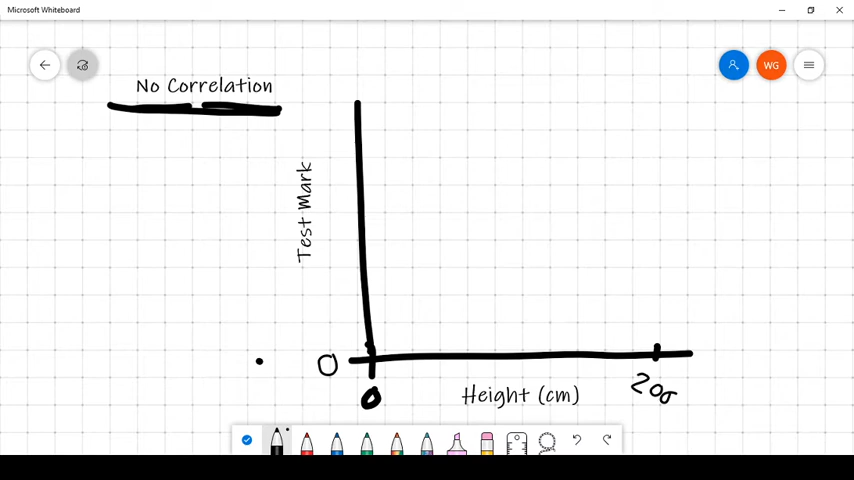 Microsoft Whiteboard
No Correlation
WG
Test Mark
0
0
Height (cm)
200